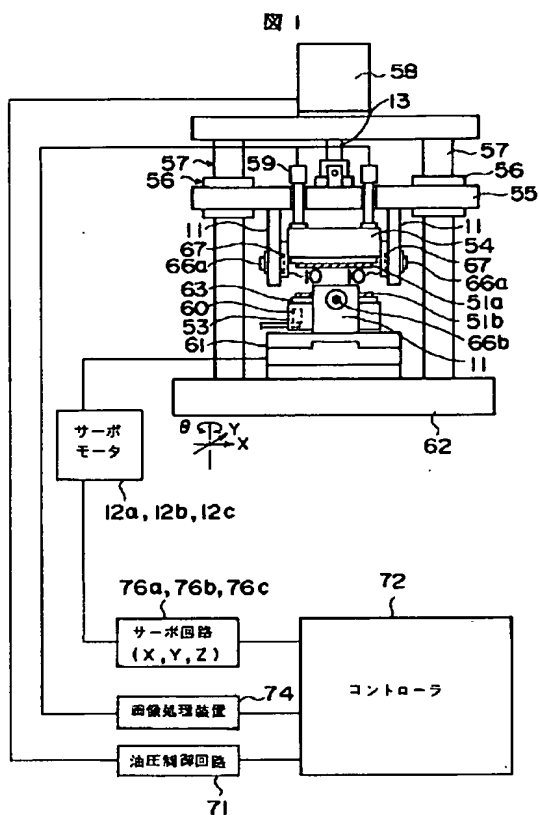 図1
58
13
57
57
59
56
56
55
11
11
67
54
66a
67
66a
63
51a
60
51b
53
66b
61
11
62
θ
Y
X
サーボ
モータ
12a, 12b, 12c
76a, 76b, 76c
72
サーボ回路
(X, Y, Z)
コントローラ
74
画像処理装置
油圧制御回路
71